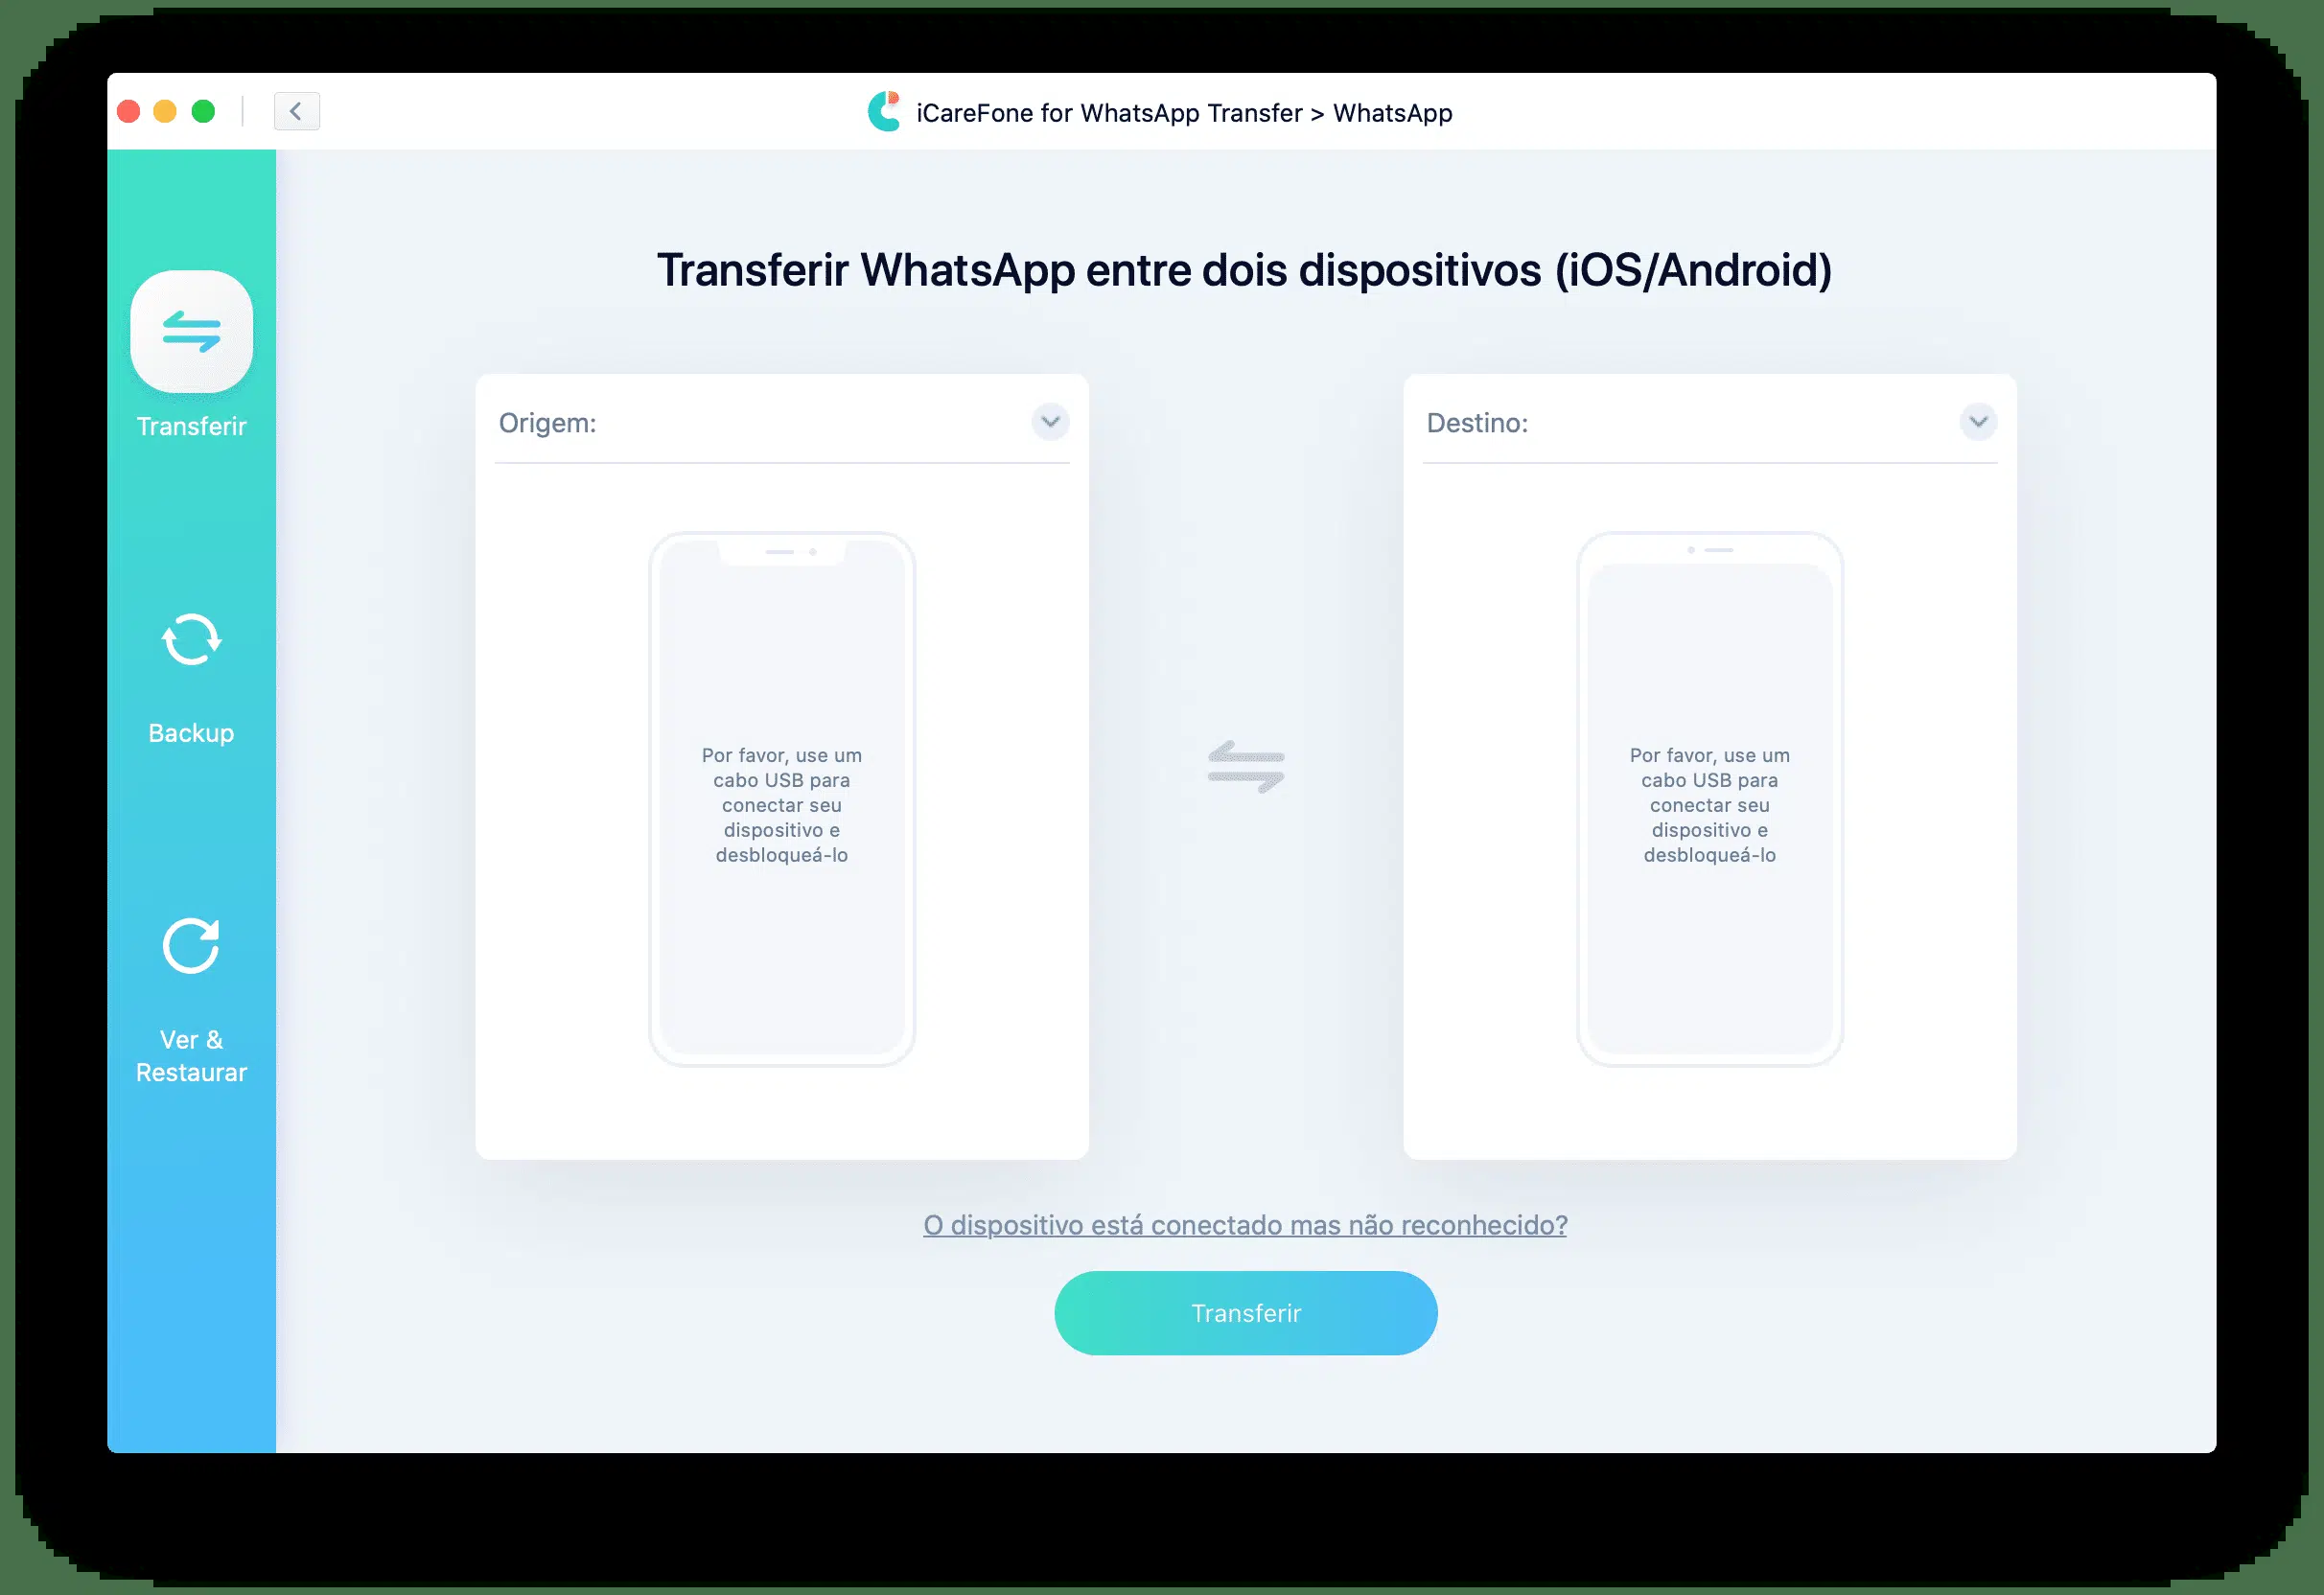 iCareFone for WhatsApp Transfer > WhatsApp
Transferir
Backup
Ver &
Restaurar
Transferir WhatsApp entre dois dispositivos (iOS/Android)
Origem:
Por favor, use um
cabo USB para
conectar seu
dispositivo e
desbloqueá-lo
Destino:
Por favor, use um
cabo USB para
conectar seu
dispositivo e
desbloqueá-lo
O dispositivo está conectado mas não reconhecido?
Transferir